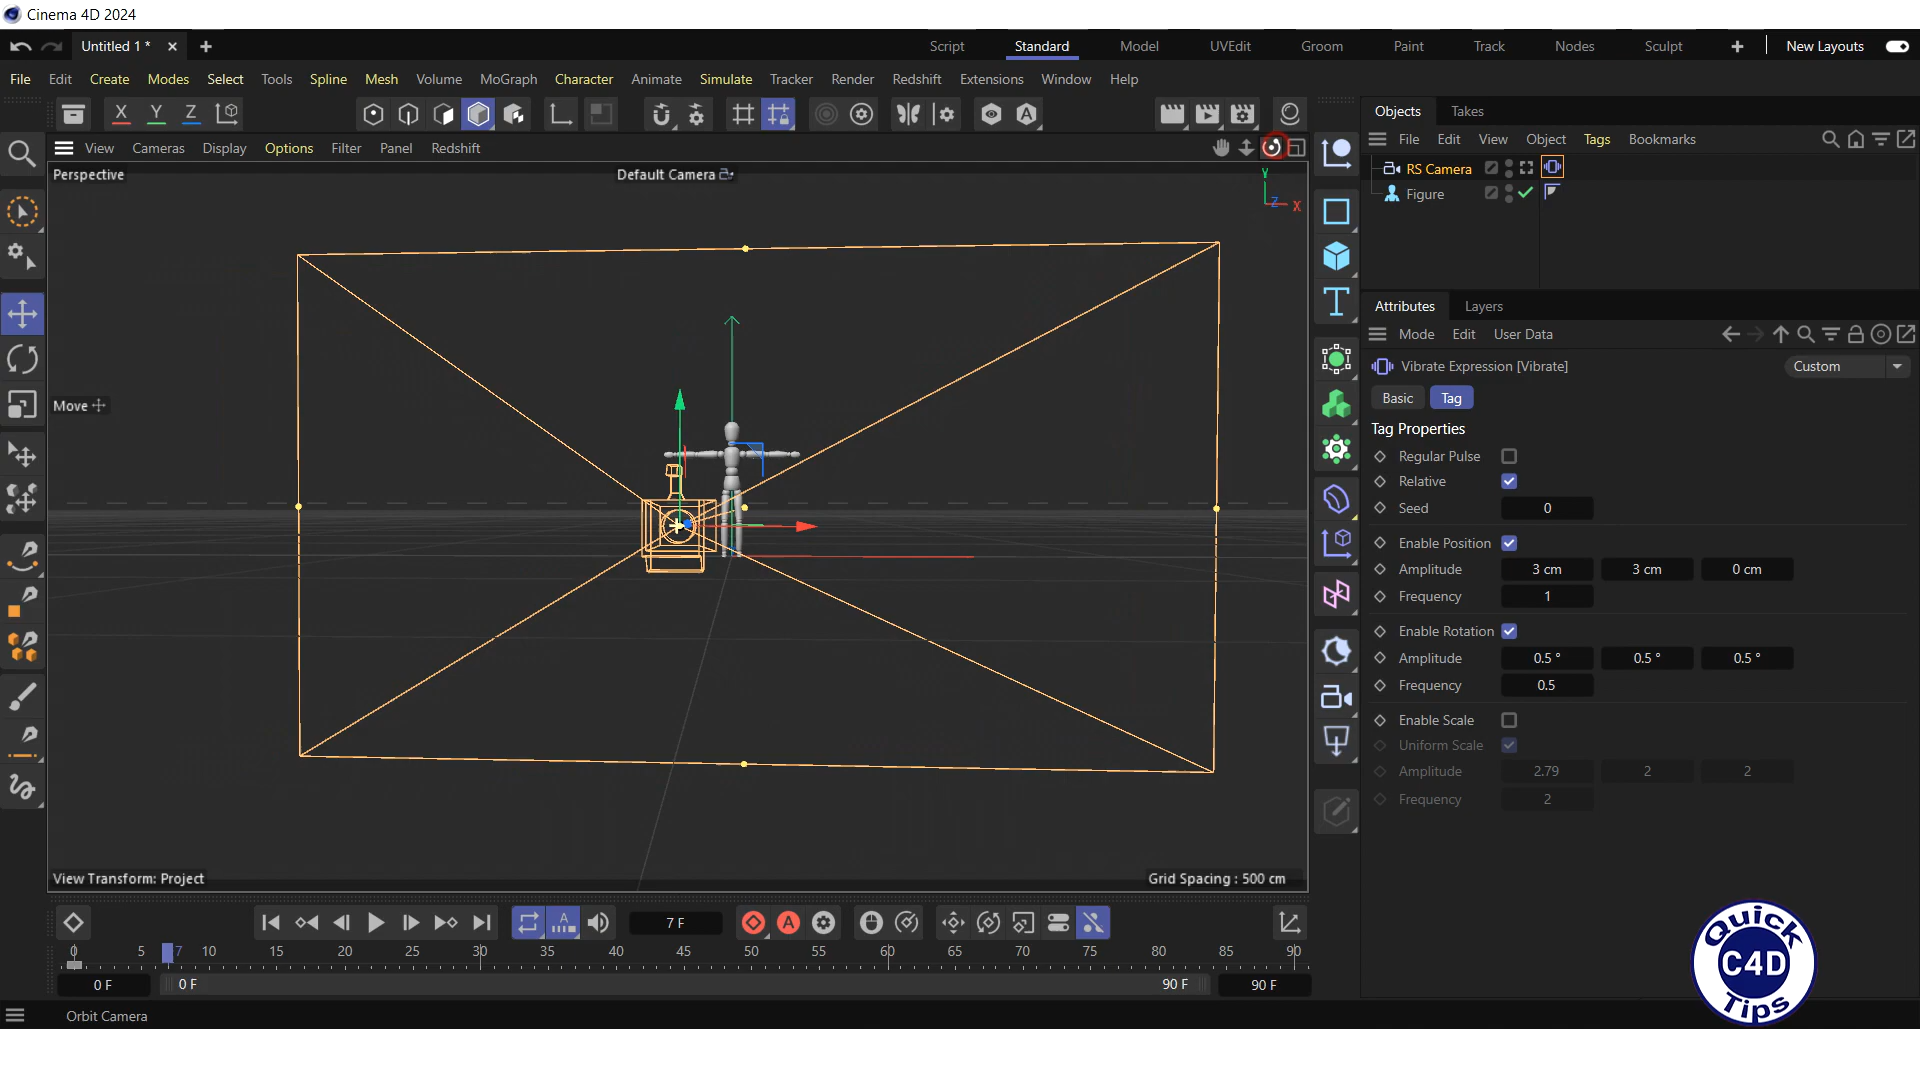 Cinema 4D 2024
Untitled 1 *
Script Standard Model UVEdit Groom Paint Track Nodes Sculpt New Layouts
File Edit Create Modes Select Tools Spline Mesh Volume MoGraph Character Animate Simulate Tracker Render Redshift Extensions Window Help
X Y Z
A
Objects Takes
File Edit View Object Tags Bookmarks
View Cameras Display Options Filter Panel Redshift
RS Camera
Figure
Perspective
Default Camera
Y
Z X
T
Move
Attributes Layers
Mode Edit User Data
Vibrate Expression [Vibrate]
Custom
Basic Tag
Tag Properties
Regular Pulse
Relative
Seed 0
Enable Position
Amplitude 3 cm 3 cm 0 cm
Frequency 1
Enable Rotation
Amplitude 0.5 ° 0.5 ° 0.5 °
Frequency 0.5
Enable Scale
Uniform Scale
Amplitude 2.79 2 2
Frequency 2
View Transform: Project
Grid Spacing : 500 cm
A 7 F A
0 5 7 10 15 20 25 30 35 40 45 50 55 60 65 70 75 80 85 90
0 F 0 F 90 F 90 F
Orbit Camera
Quick
C4D
Tips